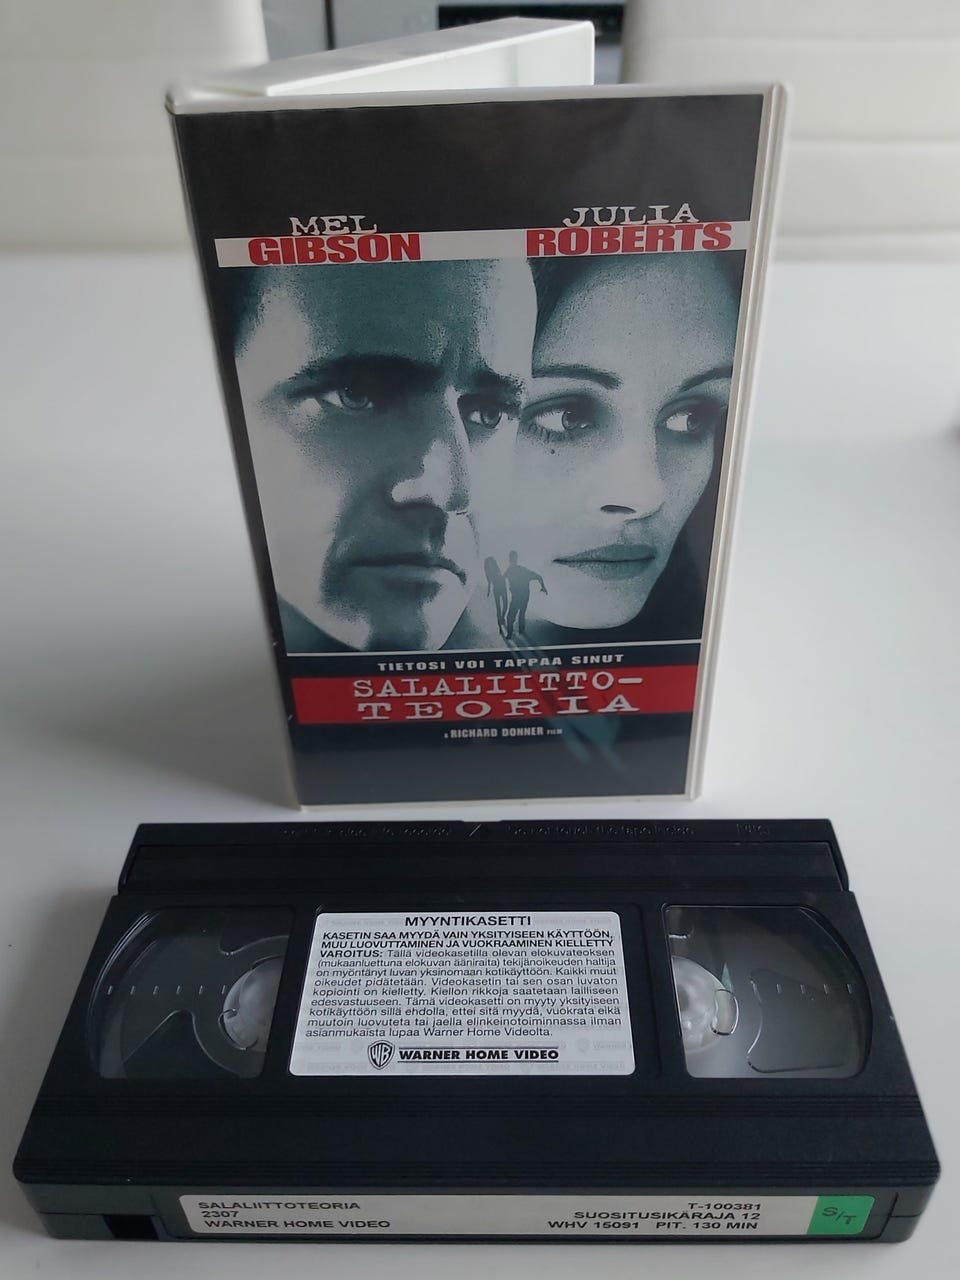 MEL
GIBSON
JULIA
ROBERTS
TIETOSI VOI TAPPAA SINUT
SALALIITTO-
TEORIA
A RICHARD DONNER FILM
MYYNTIKASETTI
KASETIN SAA MYYDÄ VAIN YKSITYISEEN KÄYTTÖÖN,
MUU LUOVUTTAMINEN JA VUOKRAAMINEN KIELLETTY
VAROITUS: Tällä videokasetilla olevan elokuvateoksen
(mukaanluettuna elokuvan ääniraita) tekijänoikeuden haltija
on myöntänyt luvan yksinomaan kotikäyttöön. Kaikki muut
oikeudet pidätetään. Videokasetin tai sen osan luvaton
kopiointi on kielletty. Kiellon rikkoja saatetaan lailliseen
edesvastuuseen. Tämä videokasetti on myyty yksityiseen
kotikäyttöön sillä ehdolla, ettei sitä myydä, vuokrata eikä
muutoin luovuteta tai jaella elinkeinotoiminnassa ilman
asianmukaista lupaa Warner Home Videolta.
WB WARNER HOME VIDEO
SALALIITTOTEORIA
2307
WARNER HOME VIDEO
T-100381
SUOSITUSIKÄRAJA 12
WHV 15091 PIT. 130 MIN
S/T